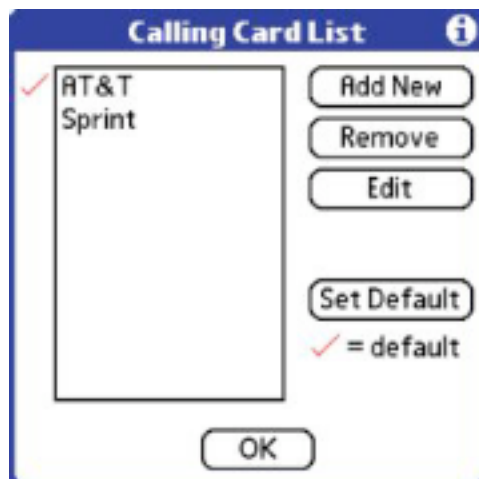 Calling Card List
AT&T
Sprint
Add New
Remove
Edit
Set Default
✓ = default
OK